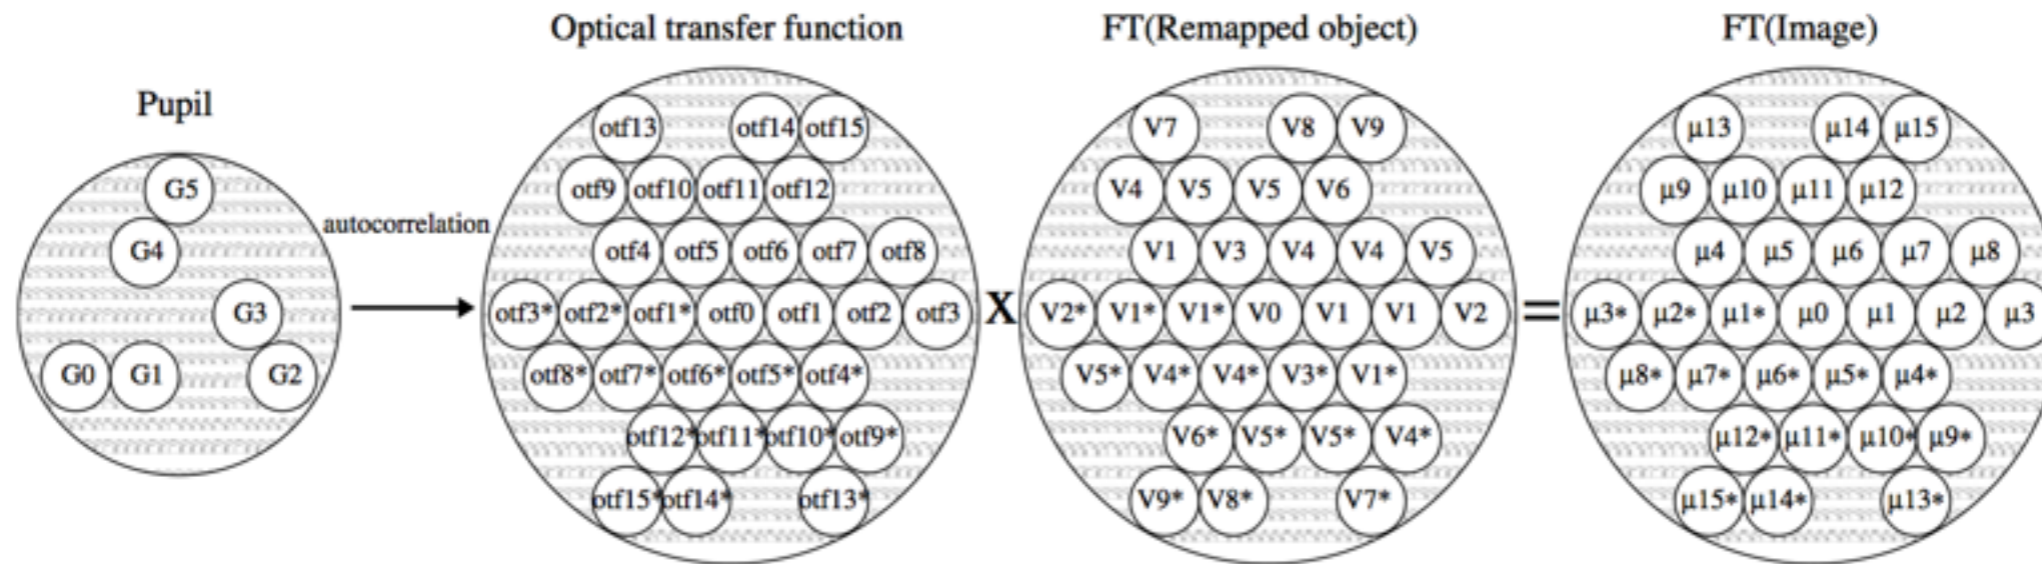 Optical transfer function
FT(Remapped object)
FT(Image)
Pupil
G5
G4
G3
G0 G1 G2
autocorrelation
otf13 otf14 otf15
otf9 otf10 otf11 otf12
otf4 otf5 otf6 otf7 otf8
otf3* otf2* otf1* otf0 otf1 otf2 otf3
otf8* otf7* otf6* otf5* otf4*
otf12* otf11* otf10* otf9*
otf15* otf14* otf13*
X
V7 V8 V9
V4 V5 V5 V6
V1 V3 V4 V4 V5
V2* V1* V1* V0 V1 V1 V2
V5* V4* V4* V3* V1*
V6* V5* V5* V4*
V9* V8* V7*
=
μ13 μ14 μ15
μ9 μ10 μ11 μ12
μ4 μ5 μ6 μ7 μ8
μ3* μ2* μ1* μ0 μ1 μ2 μ3
μ8* μ7* μ6* μ5* μ4*
μ12* μ11* μ10* μ9*
μ15* μ14* μ13*